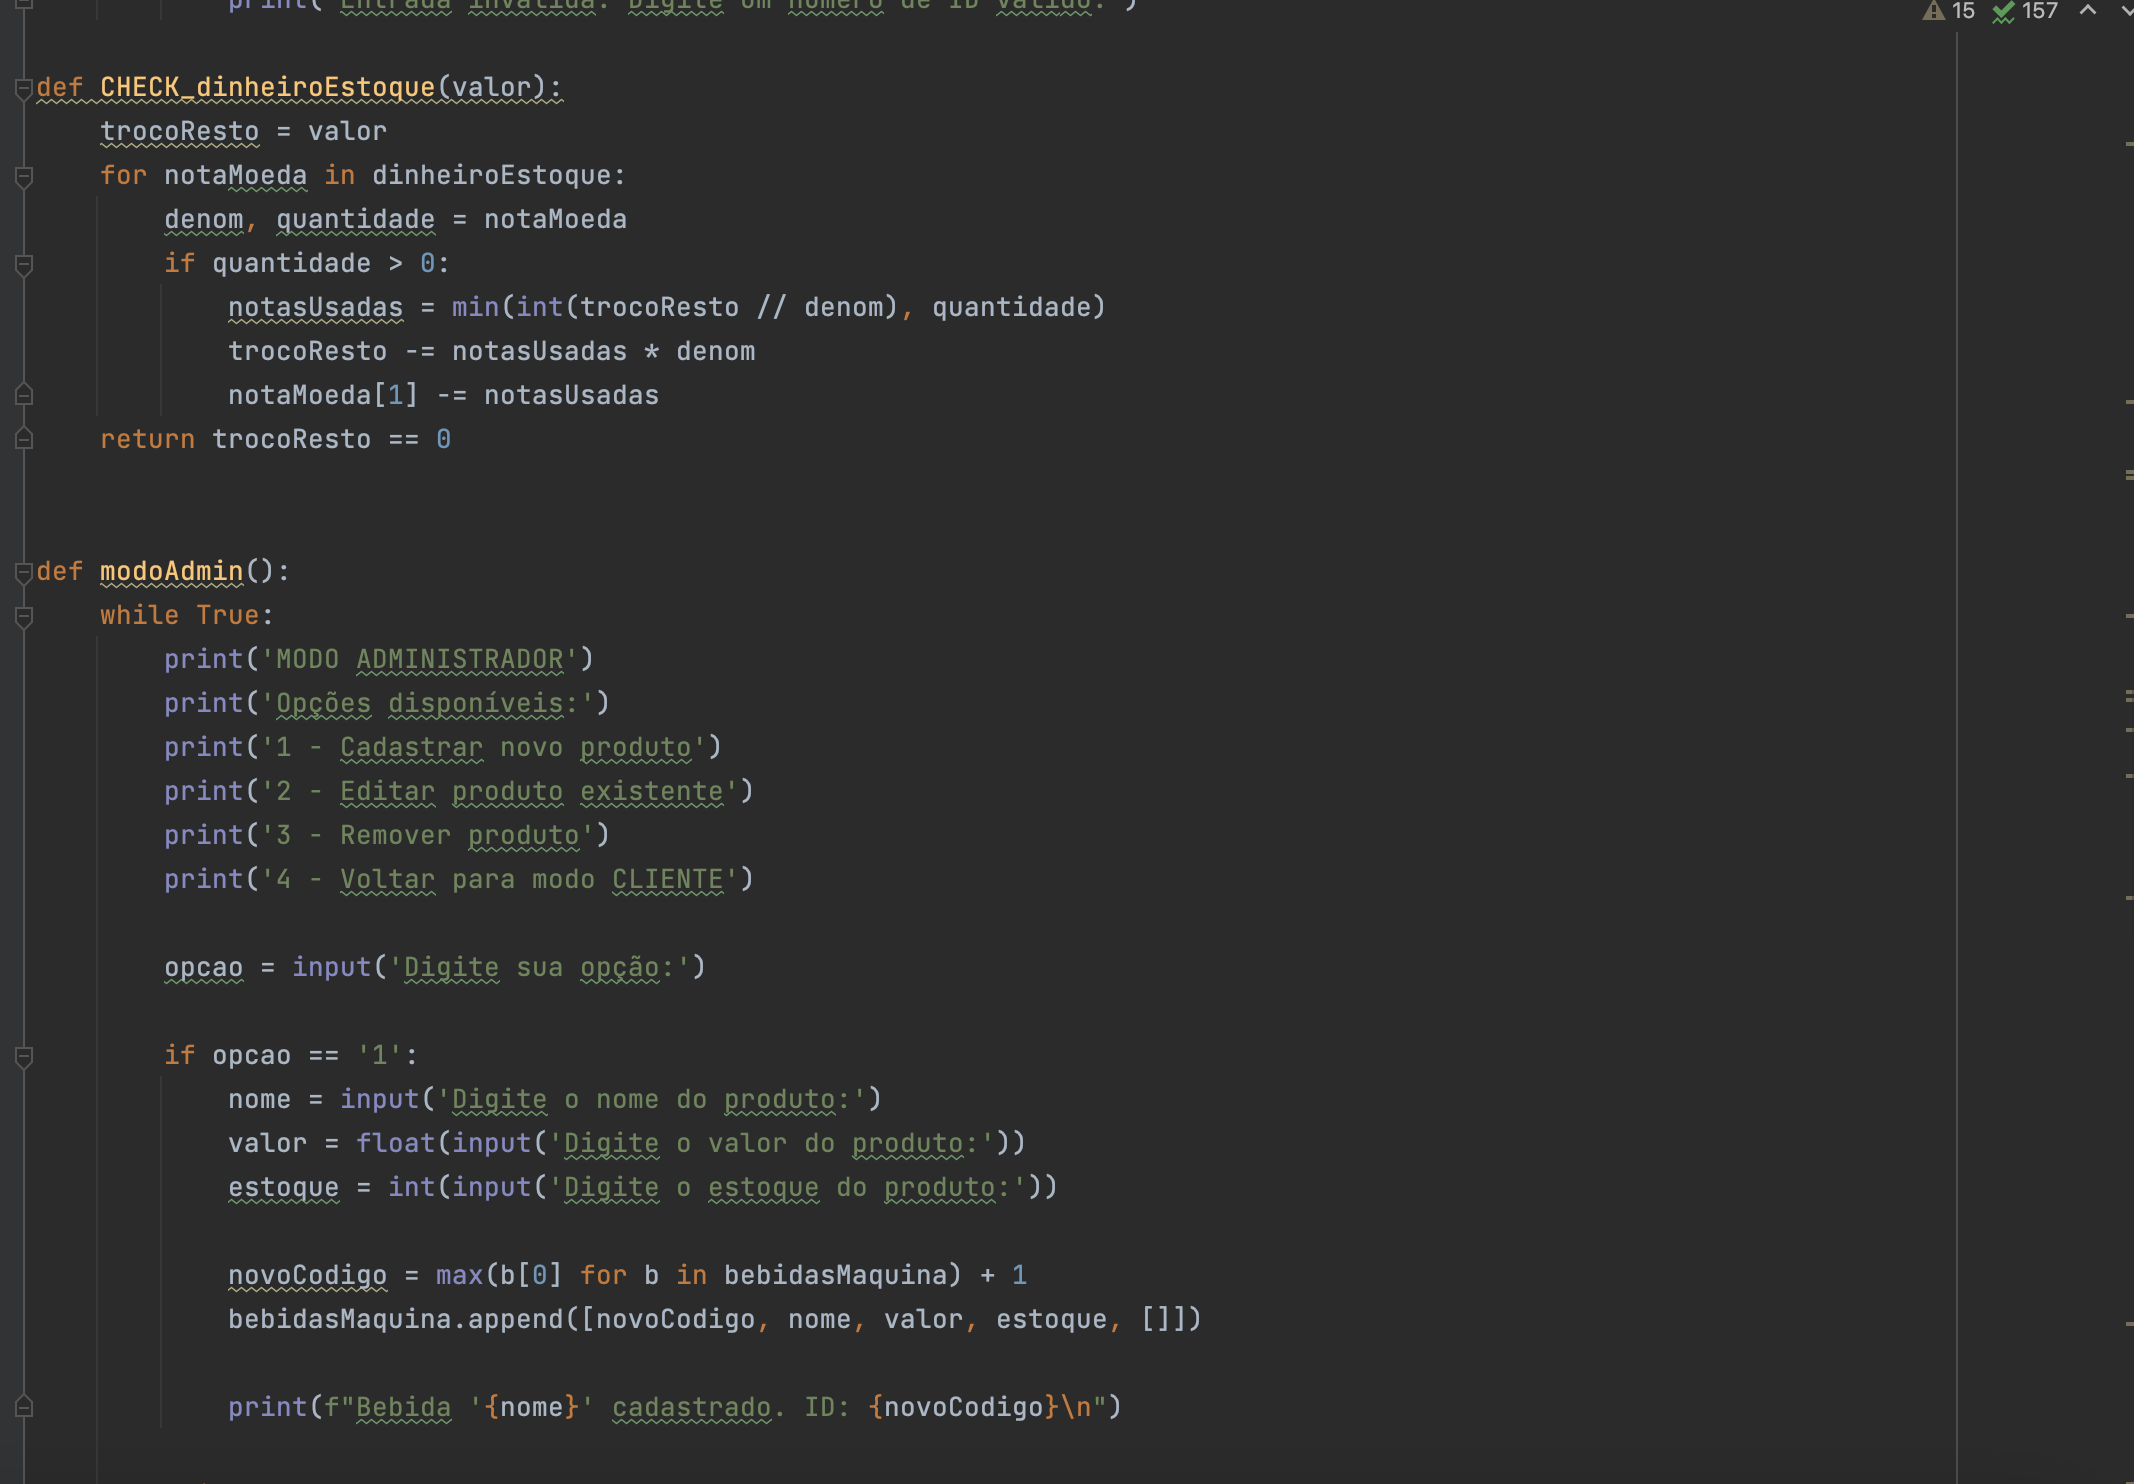 print("Entrada inválida. Digite um número de ID válido.")
15 157
def CHECK_dinheiroEstoque(valor):
    trocoResto = valor
    for notaMoeda in dinheiroEstoque:
        denom, quantidade = notaMoeda
        if quantidade > 0:
            notasUsadas = min(int(trocoResto // denom), quantidade)
            trocoResto -= notasUsadas * denom
            notaMoeda[1] -= notasUsadas
    return trocoResto == 0
def modoAdmin():
    while True:
        print('MODO ADMINISTRADOR')
        print('Opções disponíveis:')
        print('1 - Cadastrar novo produto')
        print('2 - Editar produto existente')
        print('3 - Remover produto')
        print('4 - Voltar para modo CLIENTE')
        opcao = input('Digite sua opção:')
        if opcao == '1':
            nome = input('Digite o nome do produto:')
            valor = float(input('Digite o valor do produto:'))
            estoque = int(input('Digite o estoque do produto:'))
            novoCodigo = max(b[0] for b in bebidasMaquina) + 1
            bebidasMaquina.append([novoCodigo, nome, valor, estoque, []])
            print(f"Bebida '{nome}' cadastrado. ID: {novoCodigo}\n")